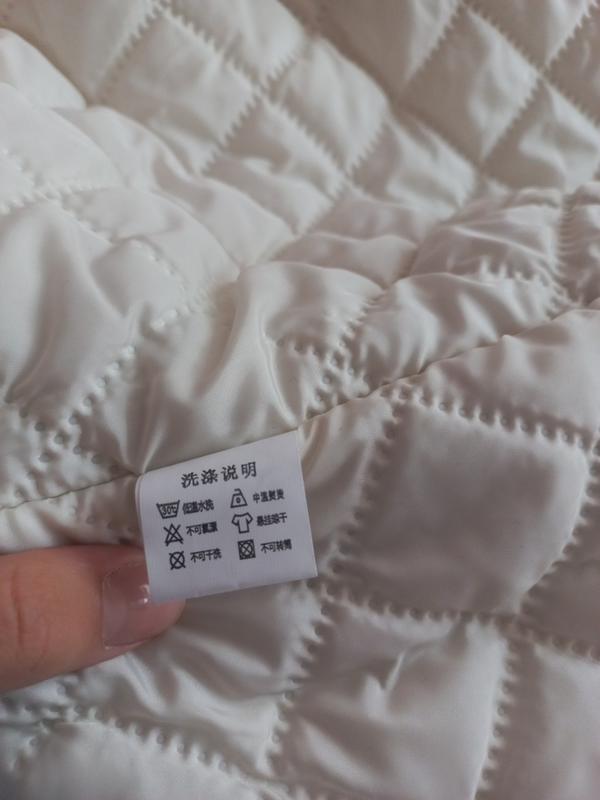 洗涤说明
30℃ 低温水洗 中温熨烫
不可氯漂 悬挂晾干
不可干洗 不可转笼